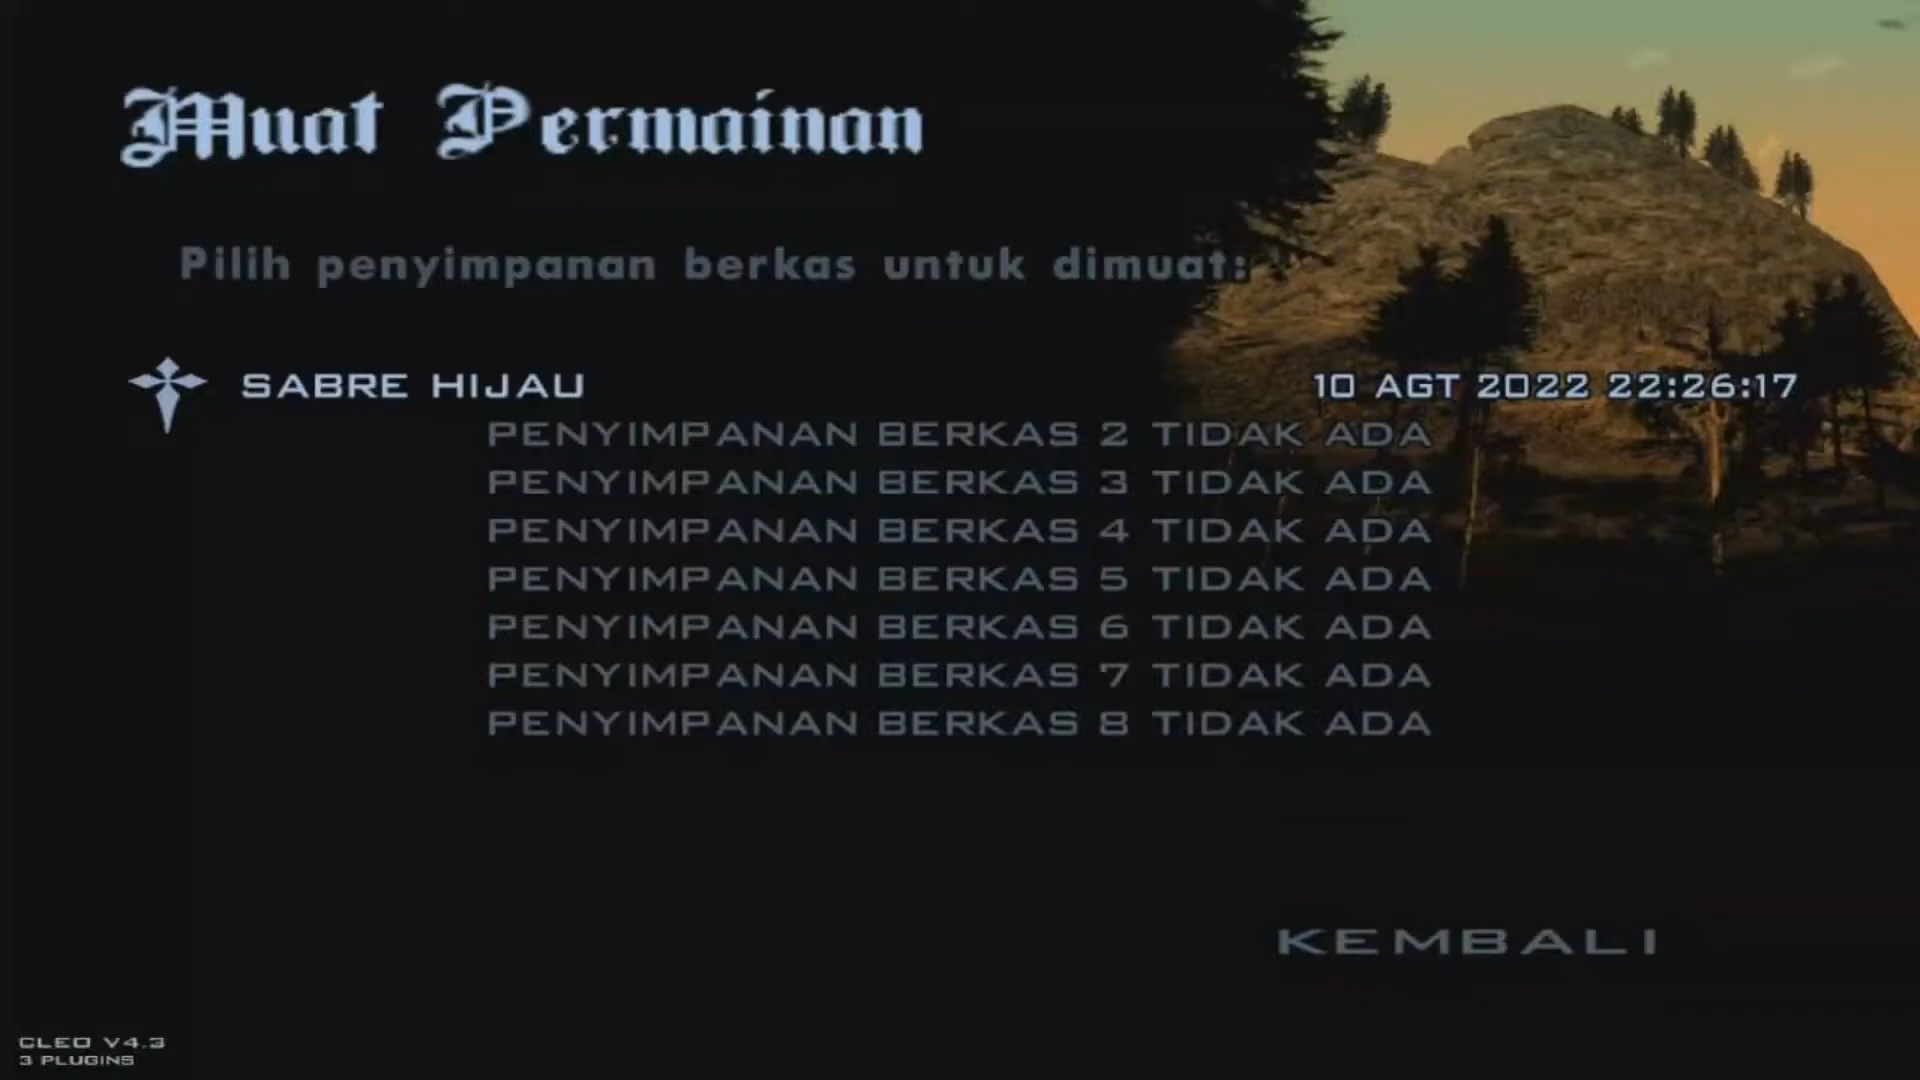 Muat Permainan
Pilih penyimpanan berkas untuk dimuat:
SABRE HIJAU 10 AGT 2022 22:26:17
PENYIMPANAN BERKAS 2 TIDAK ADA
PENYIMPANAN BERKAS 3 TIDAK ADA
PENYIMPANAN BERKAS 4 TIDAK ADA
PENYIMPANAN BERKAS 5 TIDAK ADA
PENYIMPANAN BERKAS 6 TIDAK ADA
PENYIMPANAN BERKAS 7 TIDAK ADA
PENYIMPANAN BERKAS 8 TIDAK ADA
KEMBALI
CLEO V4.3
3 PLUGINS